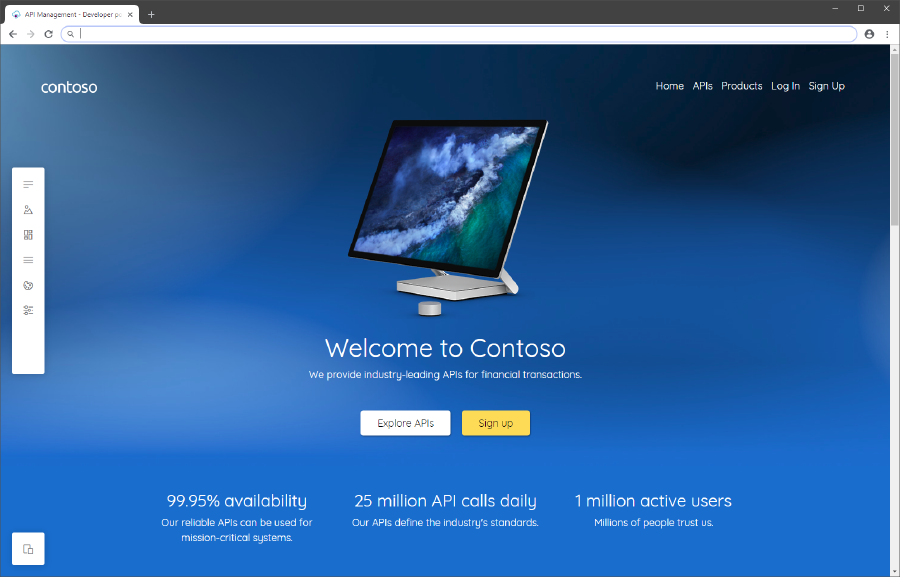 API Management - Developer po
contoso
Home APIs Products Log In Sign Up
Welcome to Contoso
We provide industry-leading APIs for financial transactions.
Explore APIs Sign up
99.95% availability 25 million API calls daily 1 million active users
Our reliable APIs can be used for Our APIs define the industry's standards. Millions of people trust us.
mission-critical systems.